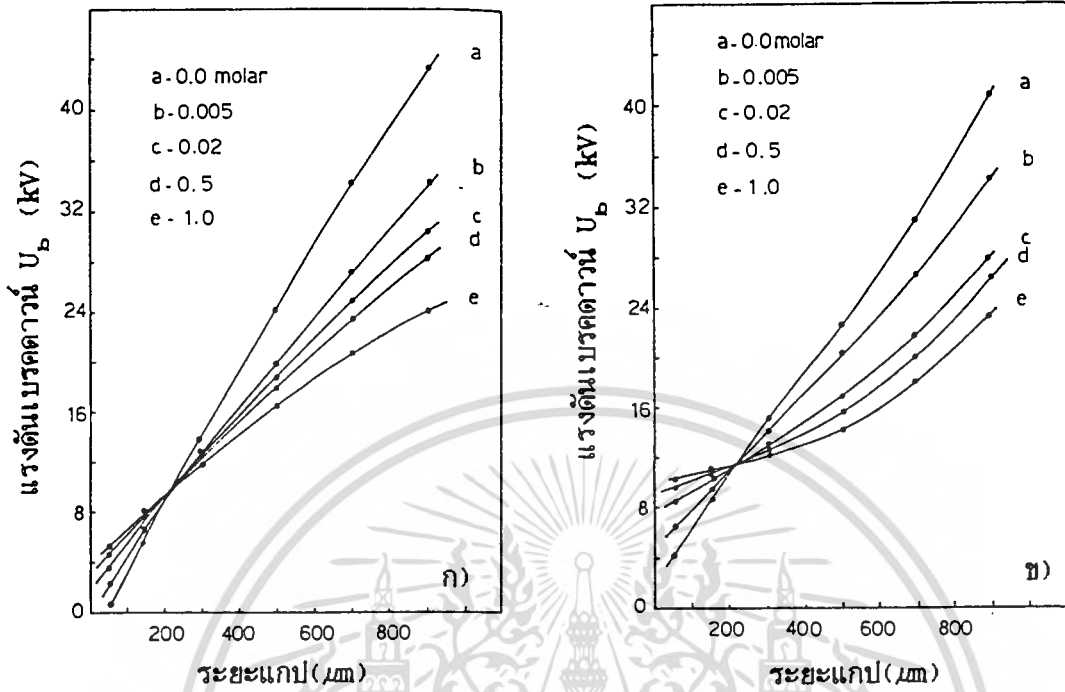 แรงดันเบรคดาวน์ U_b (kV)
40
32
24
16
8
0
a - 0.0 molar
b - 0.005
c - 0.02
d - 0.5
e - 1.0
a
b
c
d
e
ก)
200 400 600 800
ระยะแกป (μm)
แรงดันเบรคดาวน์ U_b (kV)
40
32
24
16
8
0
a - 0.0 molar
b - 0.005
c - 0.02
d - 0.5
e - 1.0
a
b
c
d
e
ข)
200 400 600 800
ระยะแกป (μm)